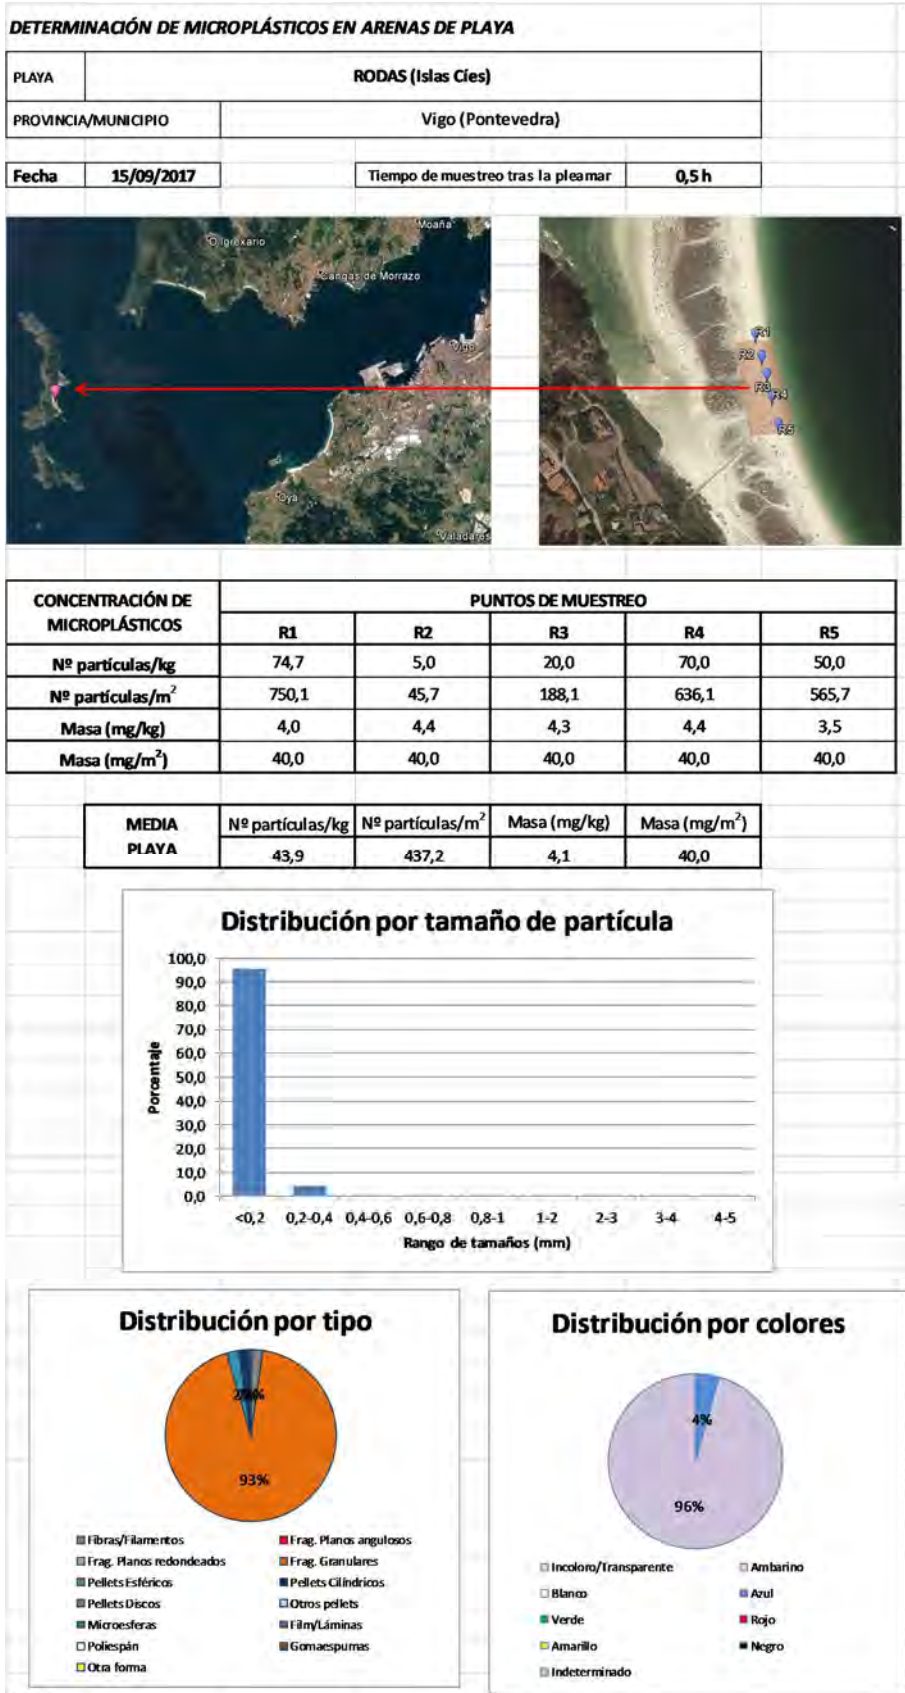 DETERMINACIÓN DE MICROPLÁSTICOS EN ARENAS DE PLAYA
PLAYA RODAS (Islas Cíes)
PROVINCIA/MUNICIPIO Vigo (Pontevedra)
Fecha 15/09/2017 Tiempo de muestreo tras la pleamar 0,5 h
Moaña
O Igrexario
Cangas de Morrazo
Vigo
Oya
Valadares
R1
R2
R3
R4
R5
CONCENTRACIÓN DE MICROPLÁSTICOS PUNTOS DE MUESTREO
R1 R2 R3 R4 R5
Nº partículas/kg 74,7 5,0 20,0 70,0 50,0
Nº partículas/m² 750,1 45,7 188,1 636,1 565,7
Masa (mg/kg) 4,0 4,4 4,3 4,4 3,5
Masa (mg/m²) 40,0 40,0 40,0 40,0 40,0
MEDIA PLAYA Nº partículas/kg Nº partículas/m² Masa (mg/kg) Masa (mg/m²)
43,9 437,2 4,1 40,0
Distribución por tamaño de partícula
100,0
90,0
80,0
70,0
60,0
50,0
40,0
30,0
20,0
10,0
0,0
Porcentaje
<0,2 0,2-0,4 0,4-0,6 0,6-0,8 0,8-1 1-2 2-3 3-4 4-5
Rango de tamaños (mm)
Distribución por tipo
93%
Fibras/Filamentos Frag. Planos angulosos
Frag. Planos redondeados Frag. Granulares
Pellets Esféricos Pellets Cilíndricos
Pellets Discos Otros pellets
Microesferas Film/Láminas
Poliespán Gomaespumas
Otra forma
Distribución por colores
4%
96%
Incoloro/Transparente Ambarino
Blanco Azul
Verde Rojo
Amarillo Negro
Indeterminado